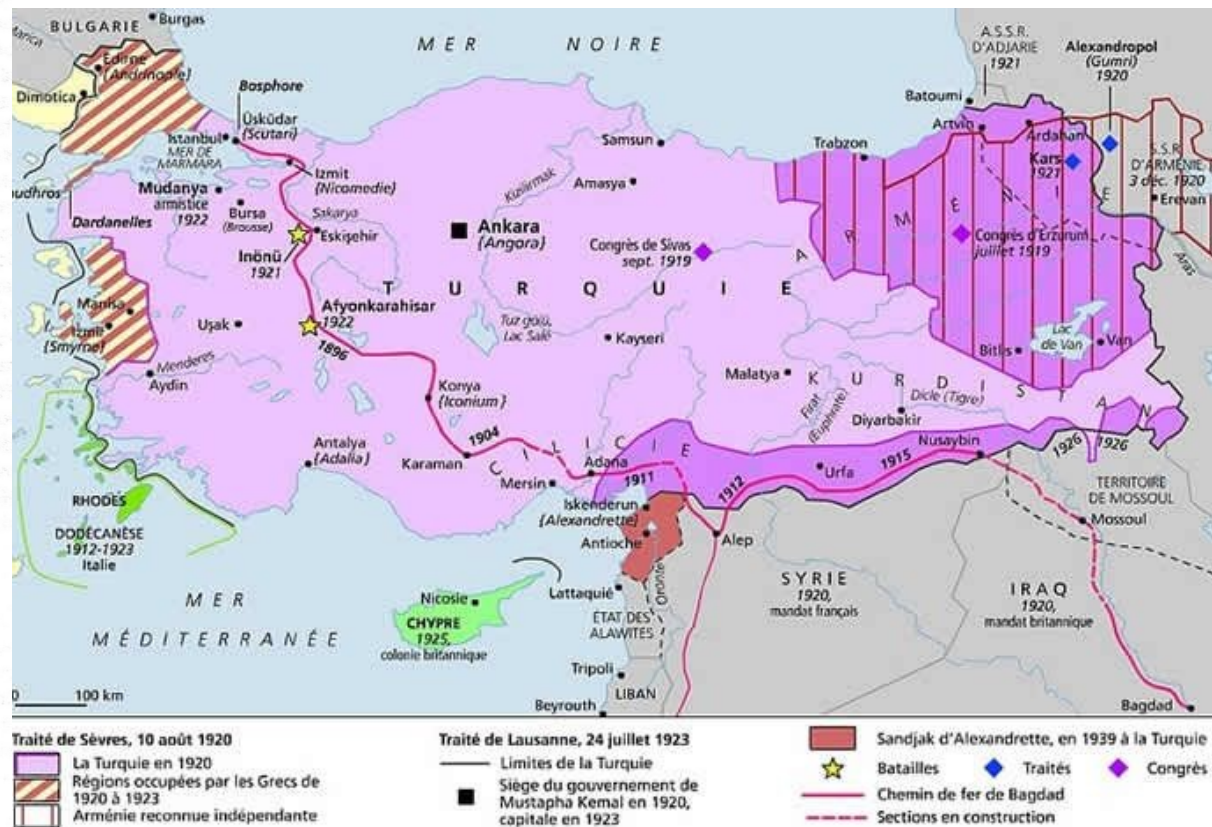 BULGARIE
Burgas
Marica
MER NOIRE
A.S.S.R.
D'ADJARIE
1921
Alexandropol
(Gumri)
1920
Edirne
(Andrinople)
Dimotica
Bosphore
Üsküdar
(Scutari)
Istanbul
MER DE
MARMARA
Batoumi
Artvin
Ardahan
Kars
1921
S.S.R.
D'ARMÉNIE
3 déc. 1920
Erevan
Samsun
Trabzon
Izmit
(Nicomedie)
Mudanya
armistice
1922
oudhros
Dardanelles
Bursa
(Brousse)
Sakarya
Eskişehir
Inönü
1921
Kizilirmak
Amasya
Ankara
(Angora)
Congrès de Sivas
sept. 1919
ARMÉNIE
Congrès d'Erzurum
juillet 1919
Aras
TURQUIE
Manisa
Izmir
(Smyrne)
Uşak
Afyonkarahisar
1922
1896
Tuz gölü,
Lac Salé
Kayseri
Lac
de Van
Van
Bitlis
Menderes
Aydin
Malatya
KURDISTAN
Firat
(Euphrate)
Dicle (Tigre)
Diyarbakir
Konya
(Iconium)
Antalya
(Adalia)
1904
Karaman
CILICIE
Mersin
Adana
1911
1912
Urfa
1915
Nusaybin
1926
1926
TERRITOIRE
DE MOSSOUL
Mossoul
RHODES
DODÉCANÈSE
1912-1923
Italie
Iskenderun
(Alexandrette)
Antioche
Alep
Oronte
Lattaquié
ÉTAT DES
ALAWITES
SYRIE
1920,
mandat français
IRAQ
1920,
mandat britannique
MER
MÉDITERRANÉE
Nicosie
CHYPRE
1925,
colonie britannique
Tripoli
LIBAN
Beyrouth
Bagdad
0 100 km
Traité de Sèvres, 10 août 1920
La Turquie en 1920
Régions occupées par les Grecs de
1920 à 1923
Arménie reconnue indépendante
Traité de Lausanne, 24 juillet 1923
Limites de la Turquie
Siège du gouvernement de
Mustapha Kemal en 1920,
capitale en 1923
Sandjak d'Alexandrette, en 1939 à la Turquie
Batailles
Traités
Congrès
Chemin de fer de Bagdad
Sections en construction